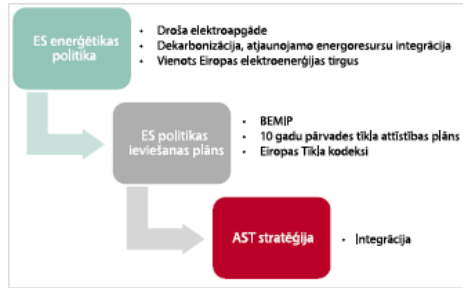 ES enerģētikas
politika
• Droša elektroapgāde
• Dekarbonizācija, atjaunojamo energoresursu integrācija
• Vienots Eiropas elektroenerģijas tirgus
ES politikas
ieviešanas plāns
• BEMIP
• 10 gadu pārvades tīkla attīstības plāns
• Eiropas Tīkla kodeksi
AST stratēģija
• Integrācija